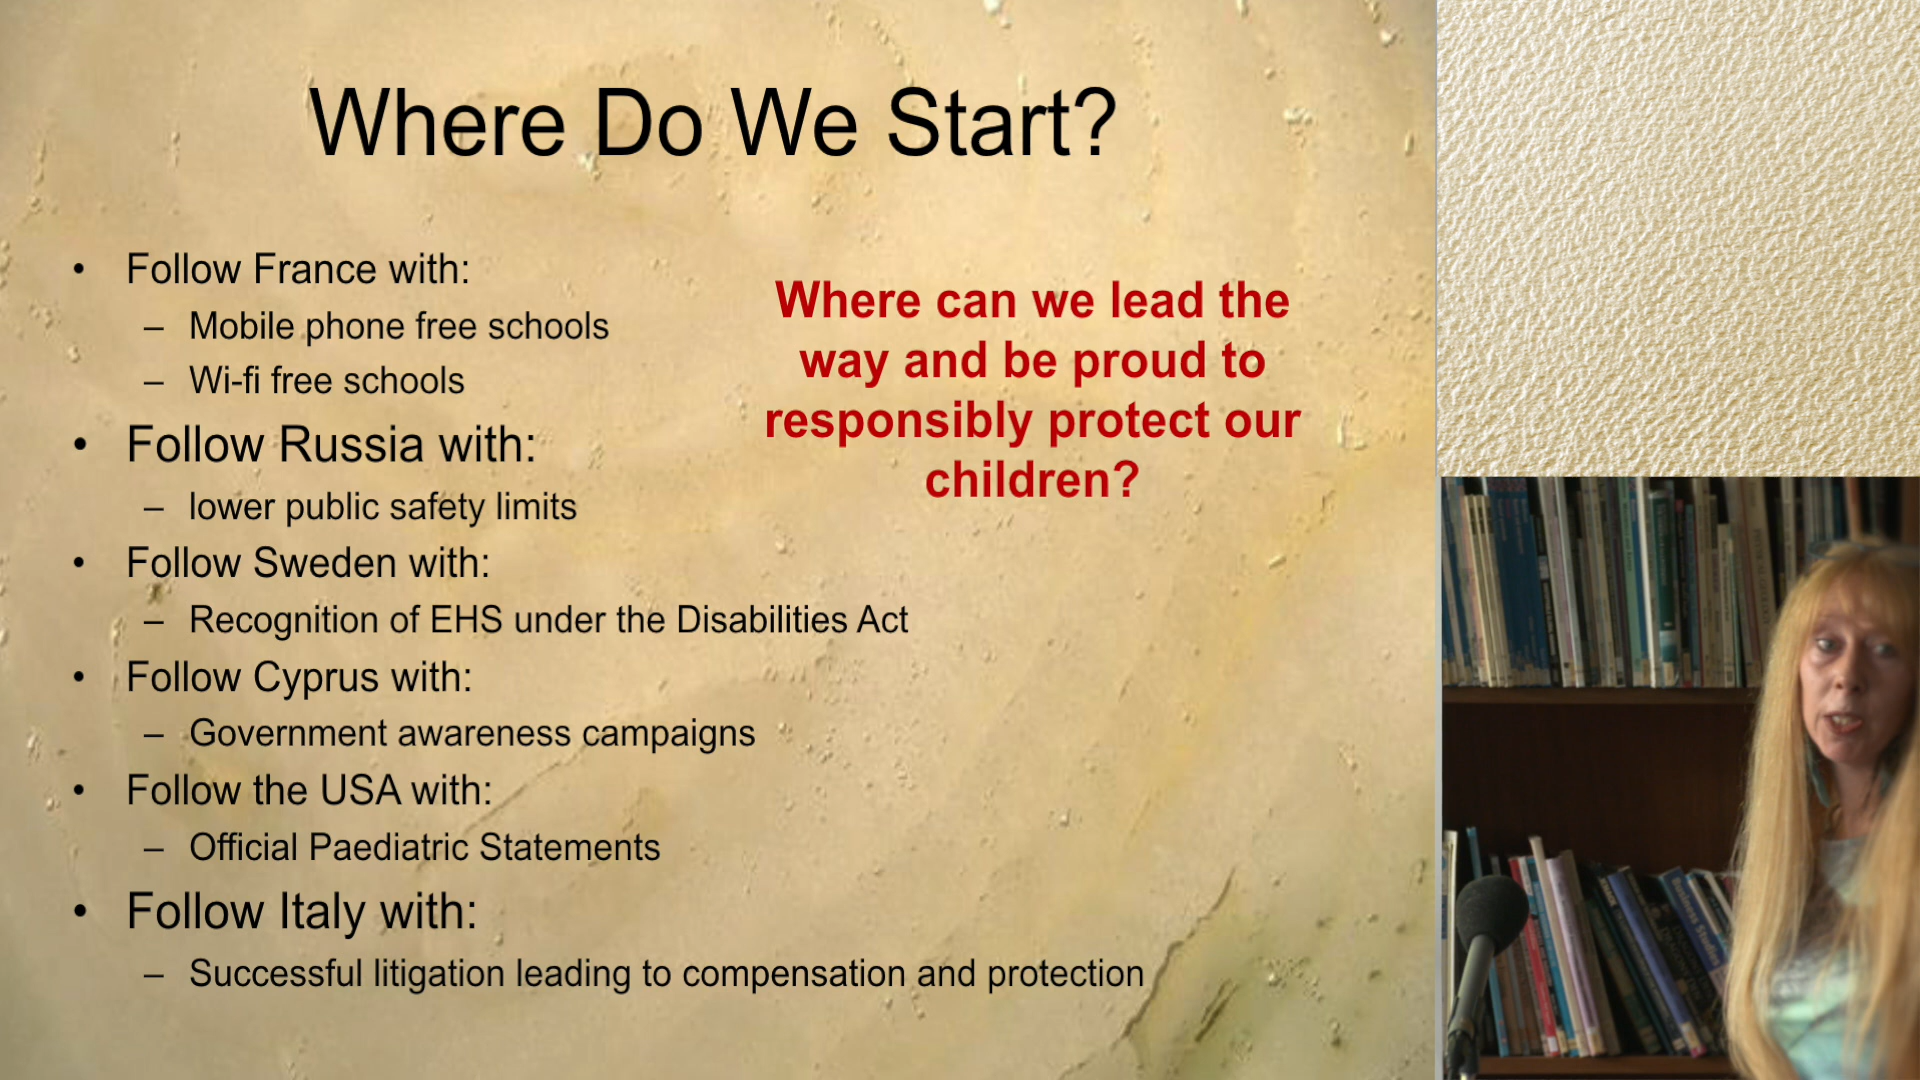 Where Do We Start?
• Follow France with:
– Mobile phone free schools
– Wi-fi free schools
• Follow Russia with:
– lower public safety limits
• Follow Sweden with:
– Recognition of EHS under the Disabilities Act
• Follow Cyprus with:
– Government awareness campaigns
• Follow the USA with:
– Official Paediatric Statements
• Follow Italy with:
– Successful litigation leading to compensation and protection
Where can we lead the
way and be proud to
responsibly protect our
children?
Business Studies